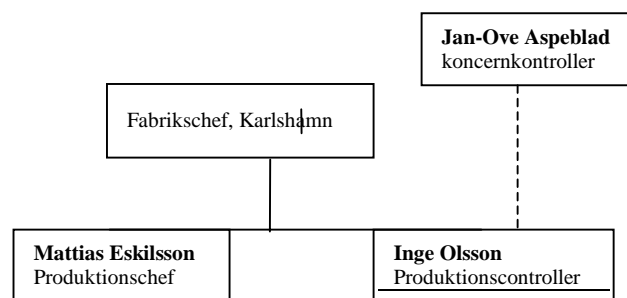 Jan-Ove Aspeblad
koncernkontroller
Fabrikschef, Karlshamn
Mattias Eskilsson
Produktionschef
Inge Olsson
Produktionscontroller